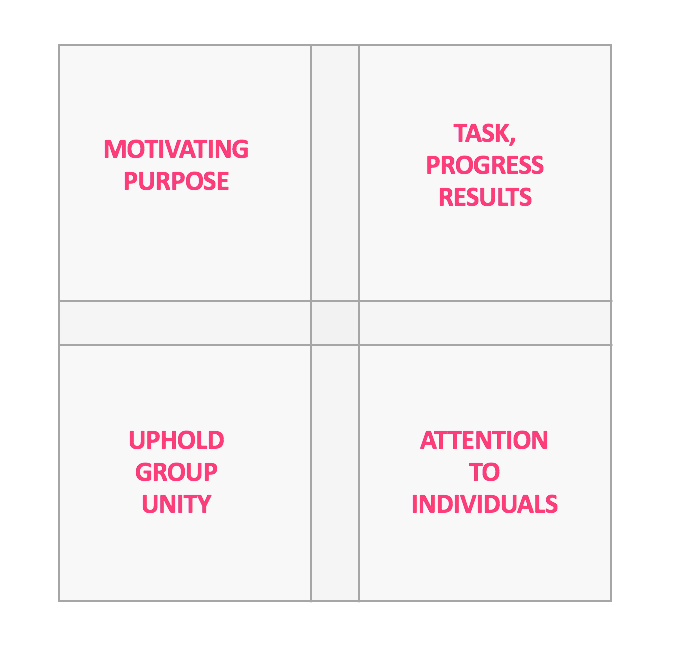 MOTIVATING
PURPOSE
TASK,
PROGRESS
RESULTS
UPHOLD
GROUP
UNITY
ATTENTION
TO
INDIVIDUALS